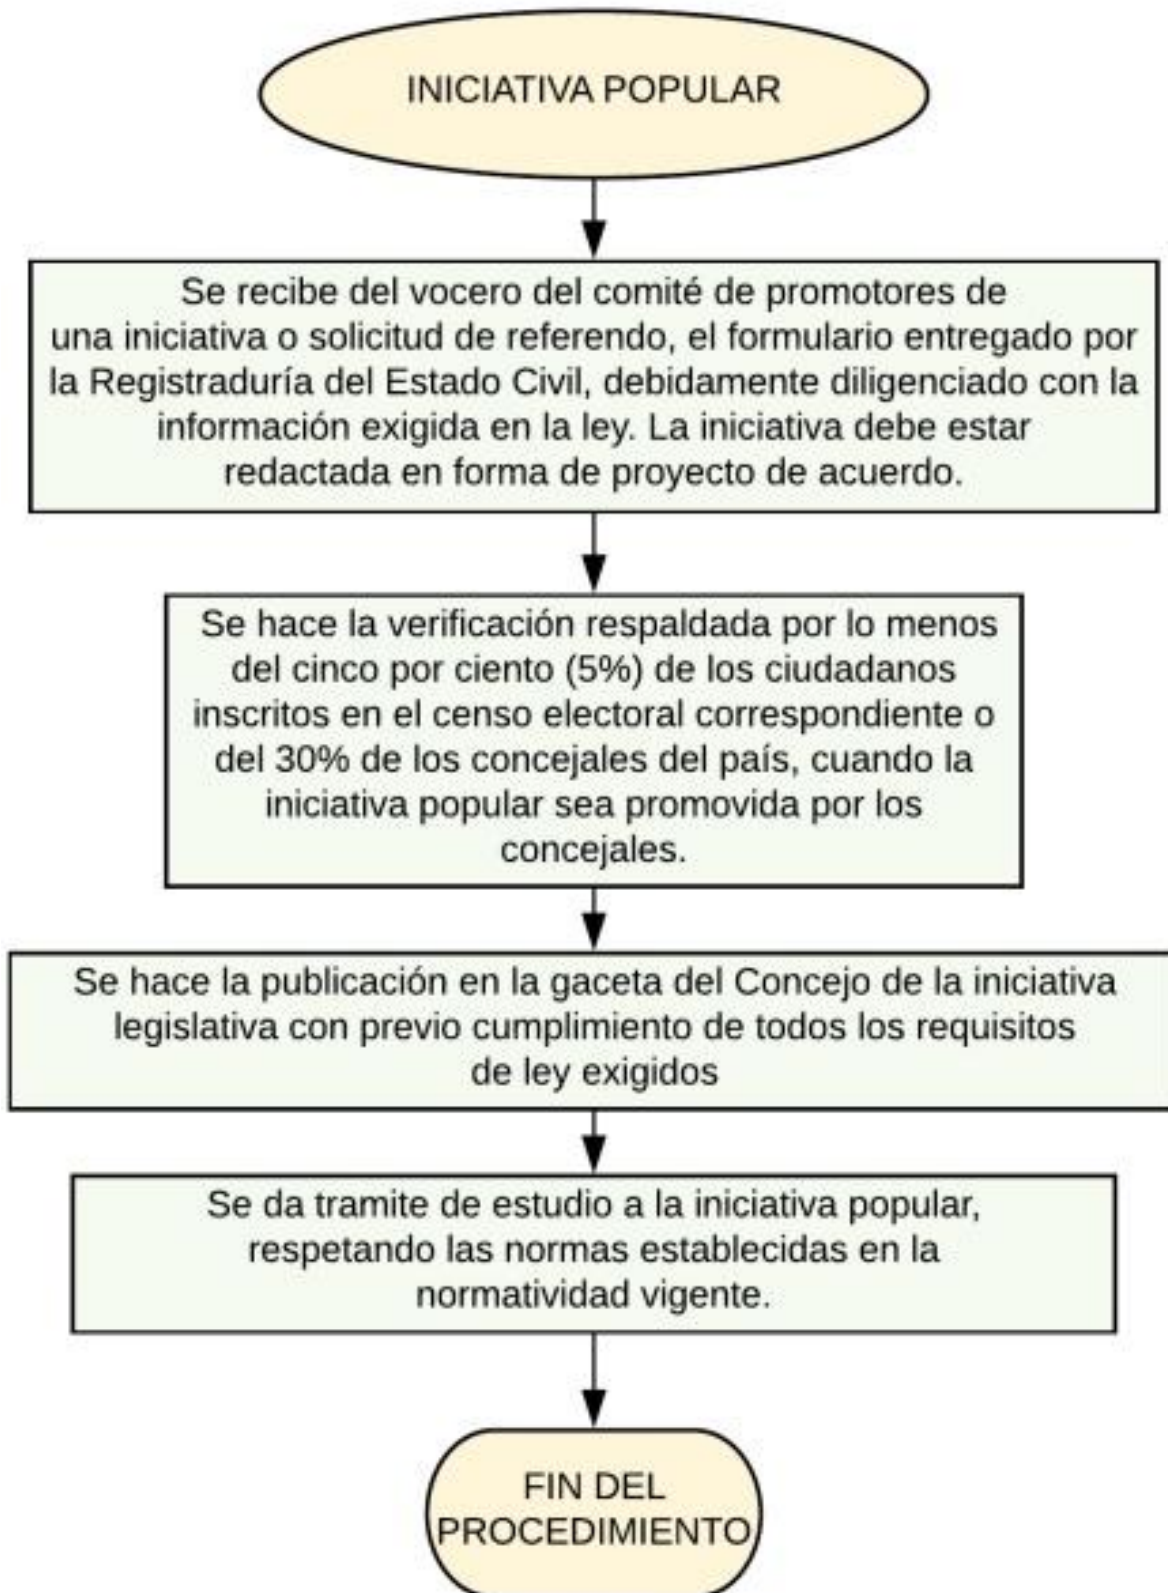 INICIATIVA POPULAR
Se recibe del vocero del comité de promotores de
una iniciativa o solicitud de referendo, el formulario entregado por
la Registraduría del Estado Civil, debidamente diligenciado con la
información exigida en la ley. La iniciativa debe estar
redactada en forma de proyecto de acuerdo.
Se hace la verificación respaldada por lo menos
del cinco por ciento (5%) de los ciudadanos
inscritos en el censo electoral correspondiente o
del 30% de los concejales del país, cuando la
iniciativa popular sea promovida por los
concejales.
Se hace la publicación en la gaceta del Concejo de la iniciativa
legislativa con previo cumplimiento de todos los requisitos
de ley exigidos
Se da tramite de estudio a la iniciativa popular,
respetando las normas establecidas en la
normatividad vigente.
FIN DEL
PROCEDIMIENTO